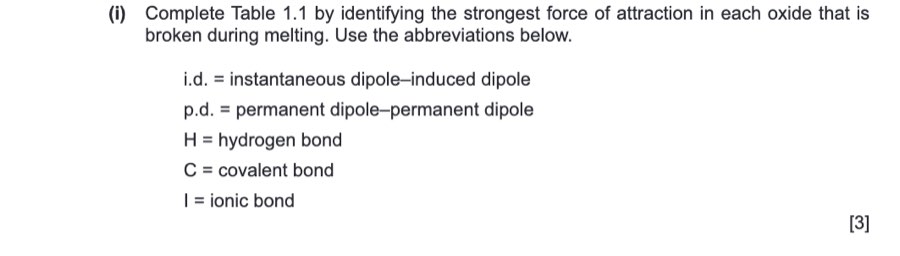 (i) Complete Table 1.1 by identifying the strongest force of attraction in each oxide that is
broken during melting. Use the abbreviations below.
i.d. = instantaneous dipole–induced dipole
p.d. = permanent dipole–permanent dipole
H = hydrogen bond
C = covalent bond
I = ionic bond
[3]